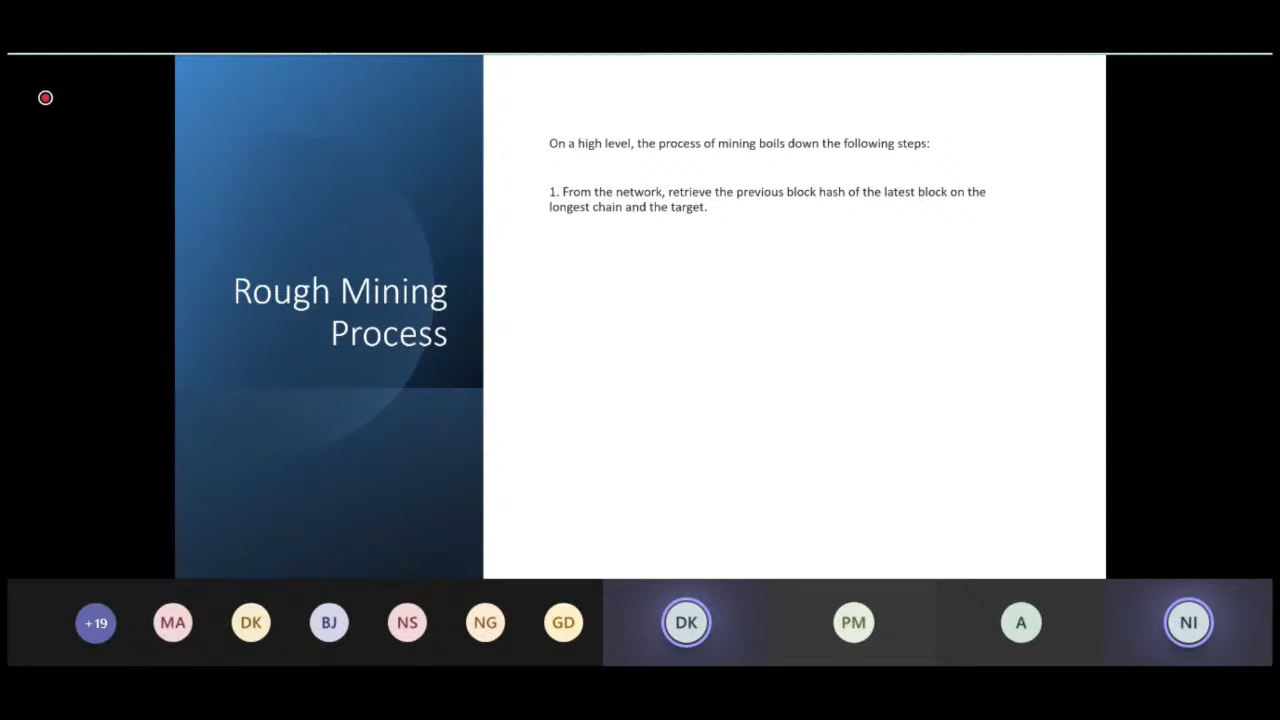 Rough Mining
Process
On a high level, the process of mining boils down the following steps:
1. From the network, retrieve the previous block hash of the latest block on the
longest chain and the target.
+19
MA
DK
BJ
NS
NG
GD
DK
PM
A
NI